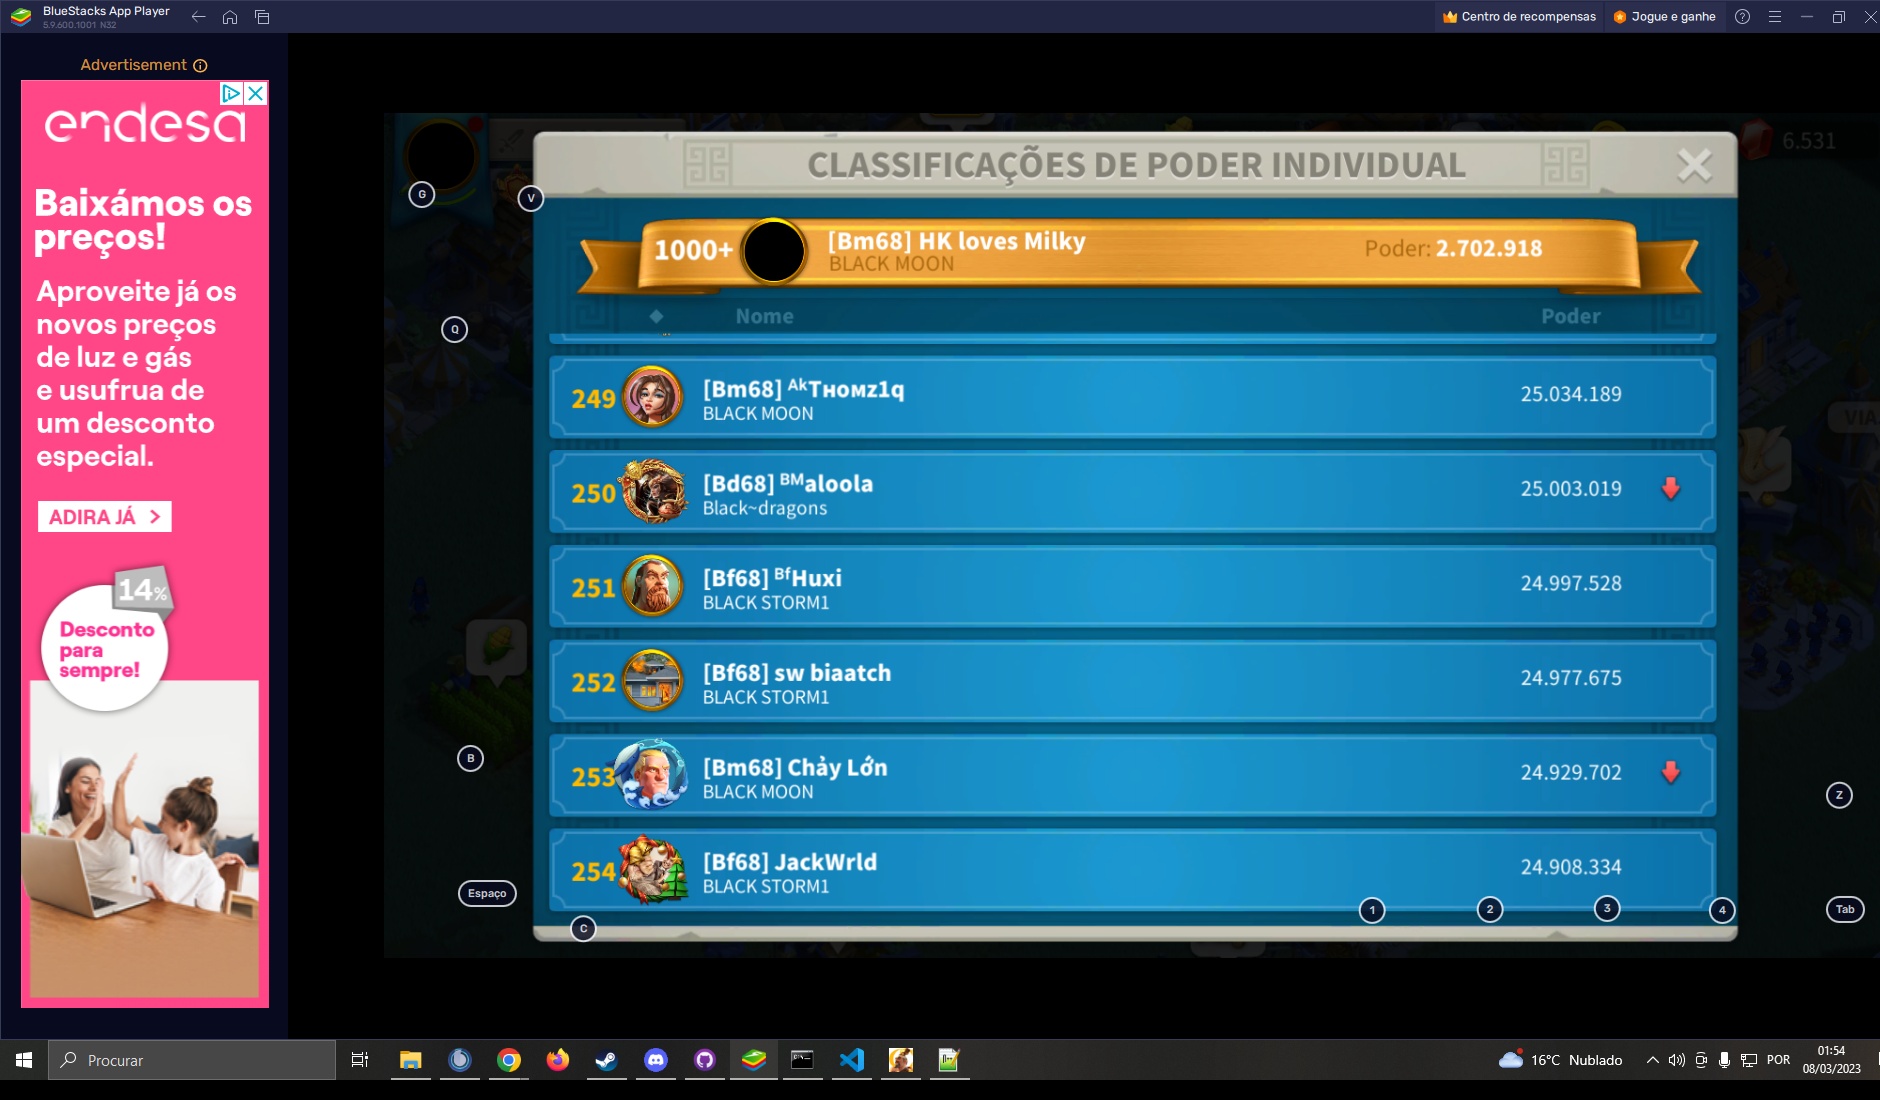 BlueStacks App Player
5.9.600.1001 N32
Centro de recompensas
Jogue e ganhe
Advertisement
endesa
Baixámos os
preços!
Aproveite já os
novos preços
de luz e gás
e usufrua de
um desconto
especial.
ADIRA JÁ >
14%
Desconto
para
sempre!
6.531
CLASSIFICAÇÕES DE PODER INDIVIDUAL
G
V
1000+
[Bm68] HK loves Milky
BLACK MOON
Poder: 2.702.918
Q
Nome
Poder
249
[Bm68] ᴬᵏTʜᴏᴍᴢ1q
BLACK MOON
25.034.189
VIA
250
[Bd68] ᴮᴹaloola
Black~dragons
25.003.019
251
[Bf68] ᴮᶠHuxi
BLACK STORM1
24.997.528
252
[Bf68] sw biaatch
BLACK STORM1
24.977.675
B
253
[Bm68] Chảy Lớn
BLACK MOON
24.929.702
Z
254
[Bf68] JackWrld
BLACK STORM1
24.908.334
Espaço
C
1
2
3
4
Tab
Procurar
16°C Nublado
POR
01:54
08/03/2023